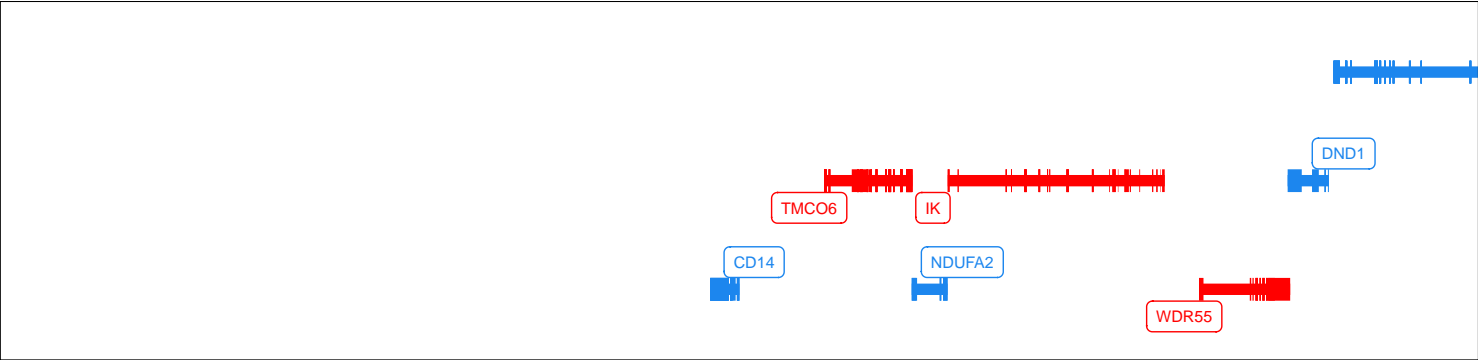 DND1
TMCO6
IK
CD14
NDUFA2
WDR55